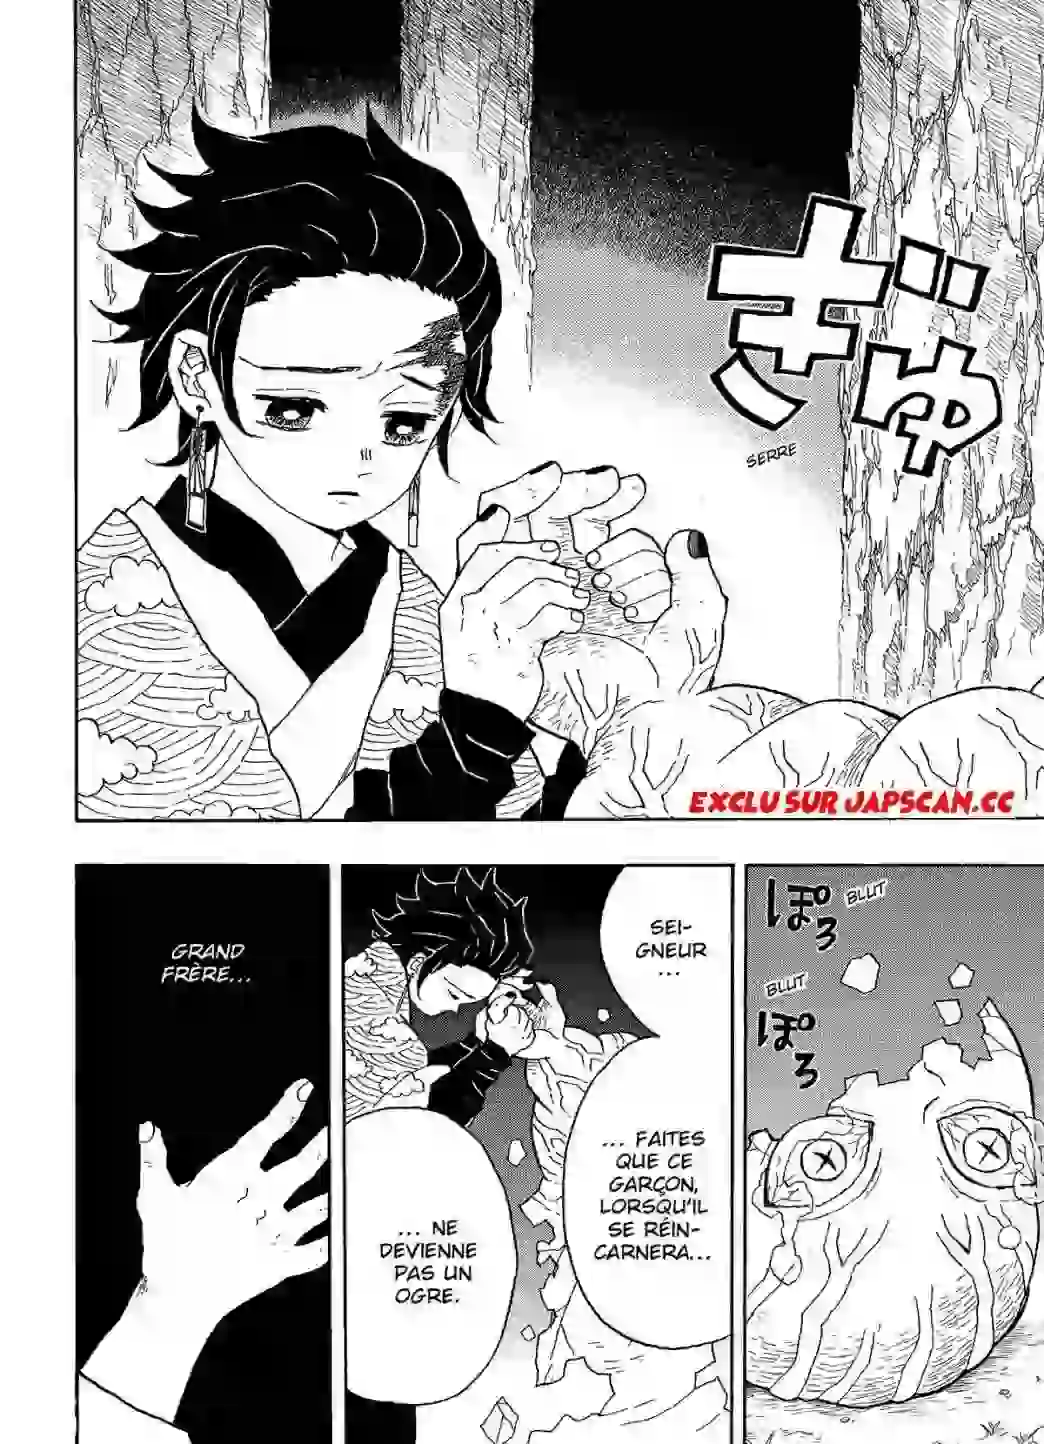 ぎゅ
SERRE
EXCLU SUR JAPSCAN.CC
ぽろ
BLUT
BLUT
ぽろ
SEI-
GNEUR
...
... FAITES
QUE CE
GARÇON,
LORSQU'IL
SE RÉIN-
CARNERA...
... NE
DEVIENNE
PAS UN
OGRE.
GRAND
FRÈRE...